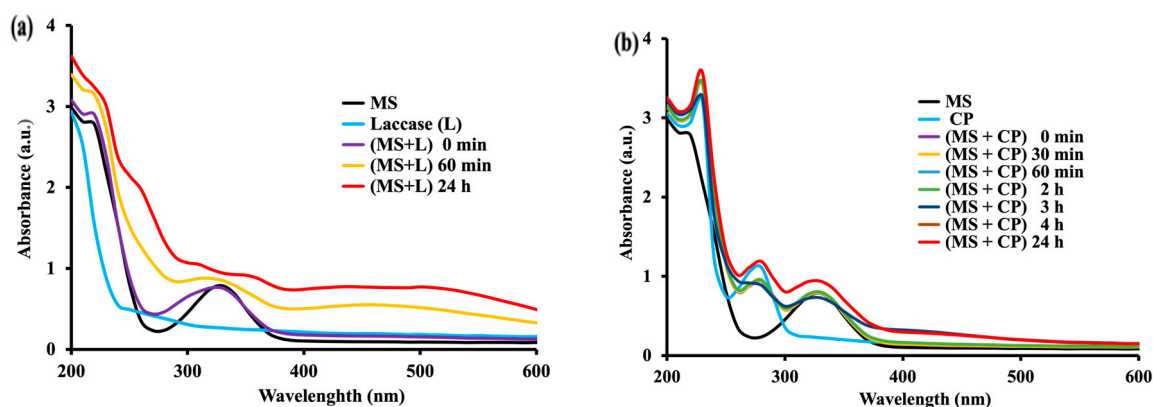 (a)
4
3
2
1
0
200
300
400
500
600
Absorbance (a.u.)
Wavelenghth (nm)
MS
Laccase (L)
(MS+L) 0 min
(MS+L) 60 min
(MS+L) 24 h
(b)
4
3
2
1
0
200
300
400
500
600
Absorbance (a.u.)
Wavelength (nm)
MS
CP
(MS + CP) 0 min
(MS + CP) 30 min
(MS + CP) 60 min
(MS + CP) 2 h
(MS + CP) 3 h
(MS + CP) 4 h
(MS + CP) 24 h